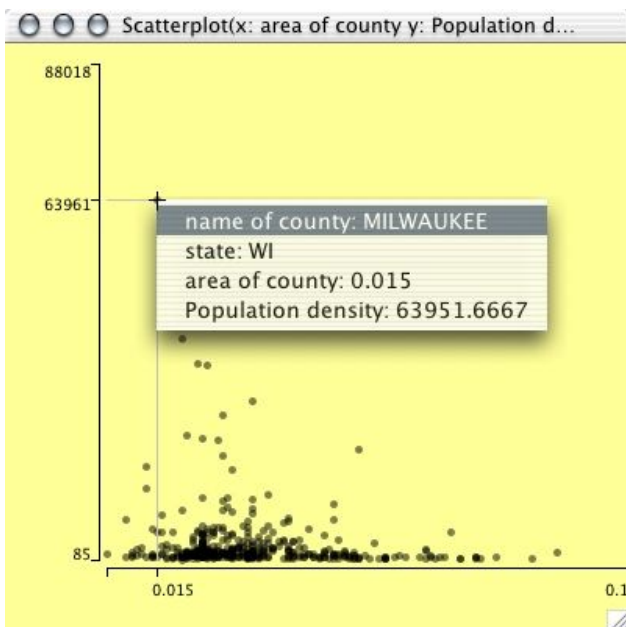 Scatterplot(x: area of county y: Population d...
88018
63961
name of county: MILWAUKEE
state: WI
area of county: 0.015
Population density: 63951.6667
85
0.015
0.1